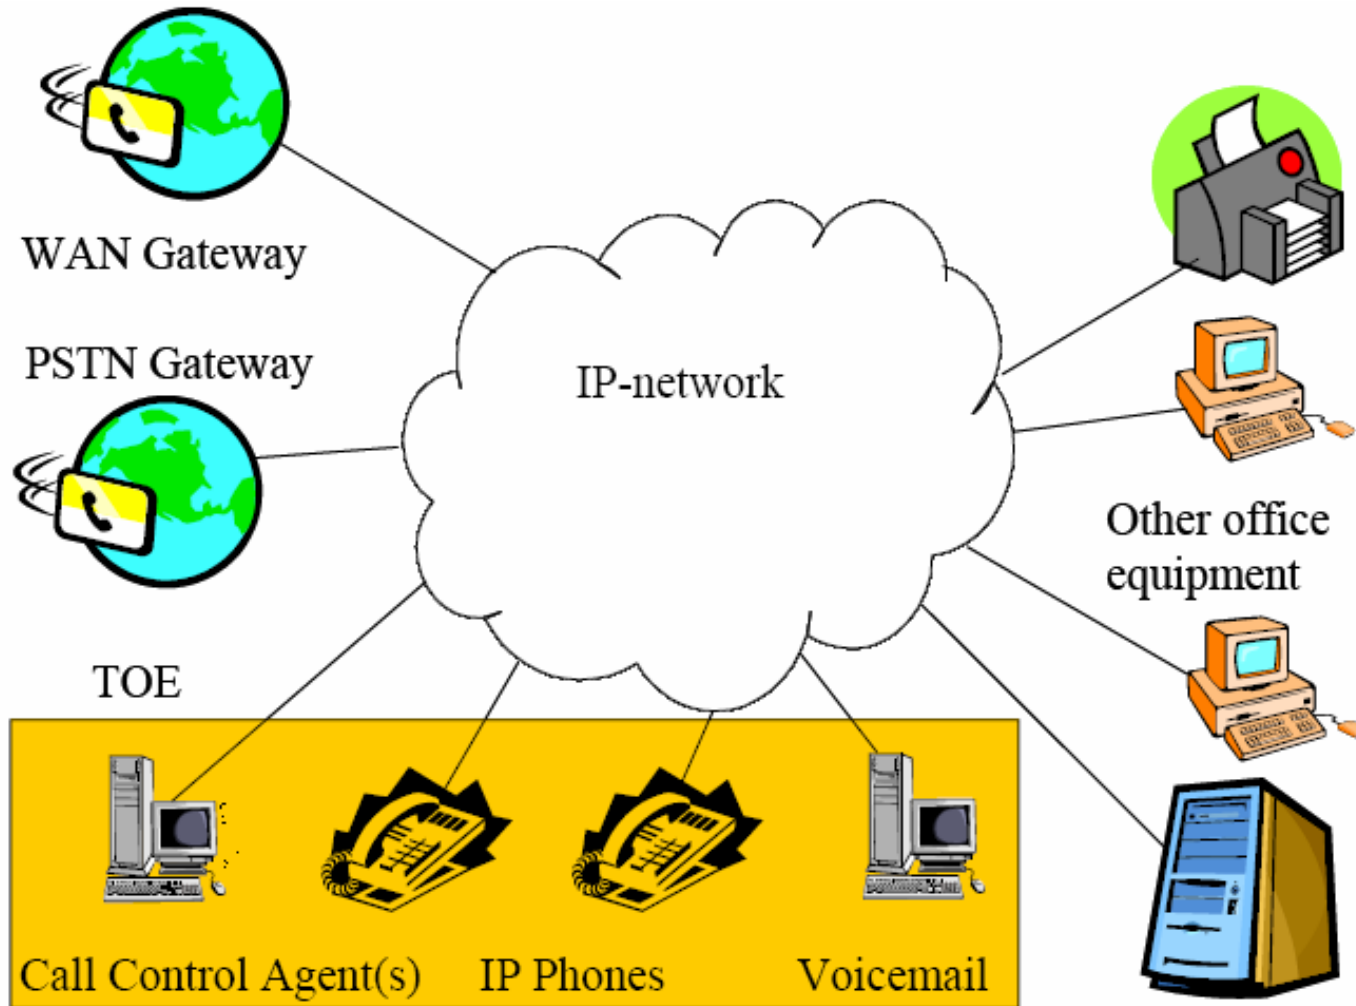 WAN Gateway
PSTN Gateway
IP-network
Other office
equipment
TOE
Call Control Agent(s)
IP Phones
Voicemail